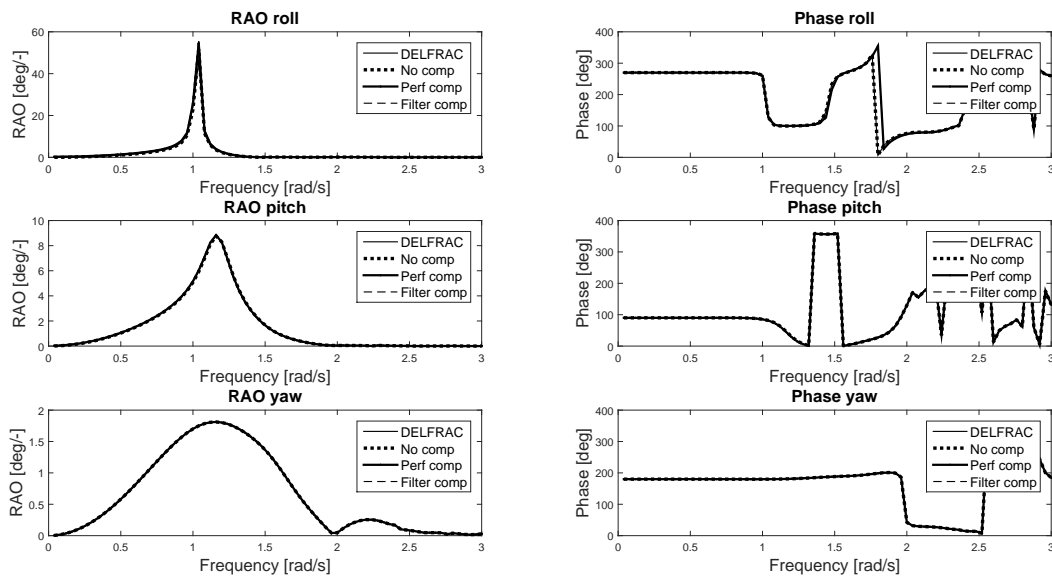 RAO roll
RAO [deg/-]
60
40
20
0
0 0.5 1 1.5 2 2.5 3
Frequency [rad/s]
DELFRAC
No comp
Perf comp
Filter comp
Phase roll
Phase [deg]
400
300
200
100
0
0 0.5 1 1.5 2 2.5 3
Frequency [rad/s]
DELFRAC
No comp
Perf comp
Filter comp
RAO pitch
RAO [deg/-]
10
8
6
4
2
0
0 0.5 1 1.5 2 2.5 3
Frequency [rad/s]
DELFRAC
No comp
Perf comp
Filter comp
Phase pitch
Phase [deg]
400
300
200
100
0
0 0.5 1 1.5 2 2.5 3
Frequency [rad/s]
DELFRAC
No comp
Perf comp
Filter comp
RAO yaw
RAO [deg/-]
2
1.5
1
0.5
0
0 0.5 1 1.5 2 2.5 3
Frequency [rad/s]
DELFRAC
No comp
Perf comp
Filter comp
Phase yaw
Phase [deg]
400
300
200
100
0
0 0.5 1 1.5 2 2.5 3
Frequency [rad/s]
DELFRAC
No comp
Perf comp
Filter comp